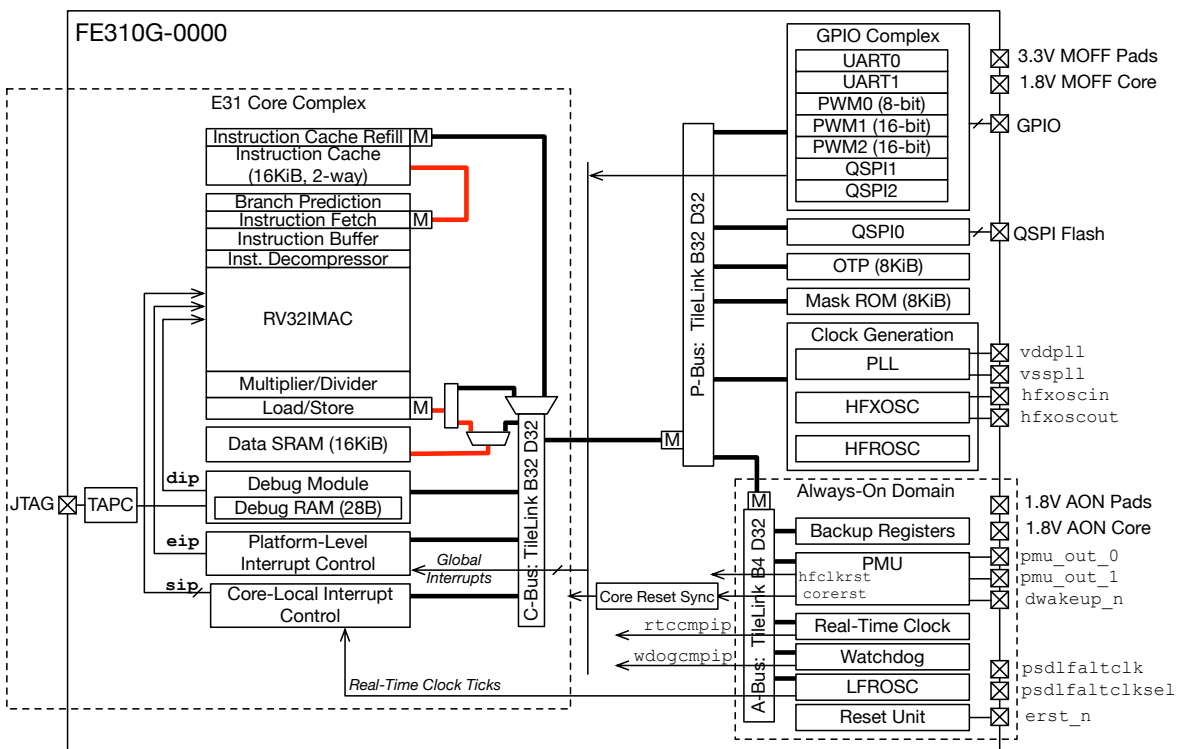 FE310G-0000
E31 Core Complex
Instruction Cache Refill
M
Instruction Cache
(16KiB, 2-way)
Branch Prediction
Instruction Fetch
M
Instruction Buffer
Inst. Decompressor
RV32IMAC
Multiplier/Divider
Load/Store
M
Data SRAM (16KiB)
dip
Debug Module
Debug RAM (28B)
JTAG
TAPC
eip
Platform-Level
Interrupt Control
sip
Core-Local Interrupt
Control
Global
Interrupts
Real-Time Clock Ticks
C-Bus: TileLink B32 D32
M
P-Bus: TileLink B32 D32
GPIO Complex
UART0
UART1
PWM0 (8-bit)
PWM1 (16-bit)
PWM2 (16-bit)
QSPI1
QSPI2
QSPI0
OTP (8KiB)
Mask ROM (8KiB)
Clock Generation
PLL
HFXOSC
HFROSC
M
Always-On Domain
A-Bus: TileLink B4 D32
Backup Registers
PMU
hfclkrst
corerst
Core Reset Sync
rtccmpip
Real-Time Clock
wdogcmpip
Watchdog
LFROSC
Reset Unit
3.3V MOFF Pads
1.8V MOFF Core
GPIO
QSPI Flash
vddpll
vsspll
hfxoscin
hfxoscout
1.8V AON Pads
1.8V AON Core
pmu_out_0
pmu_out_1
dwakeup_n
psdlfaltclk
psdlfaltclksel
erst_n